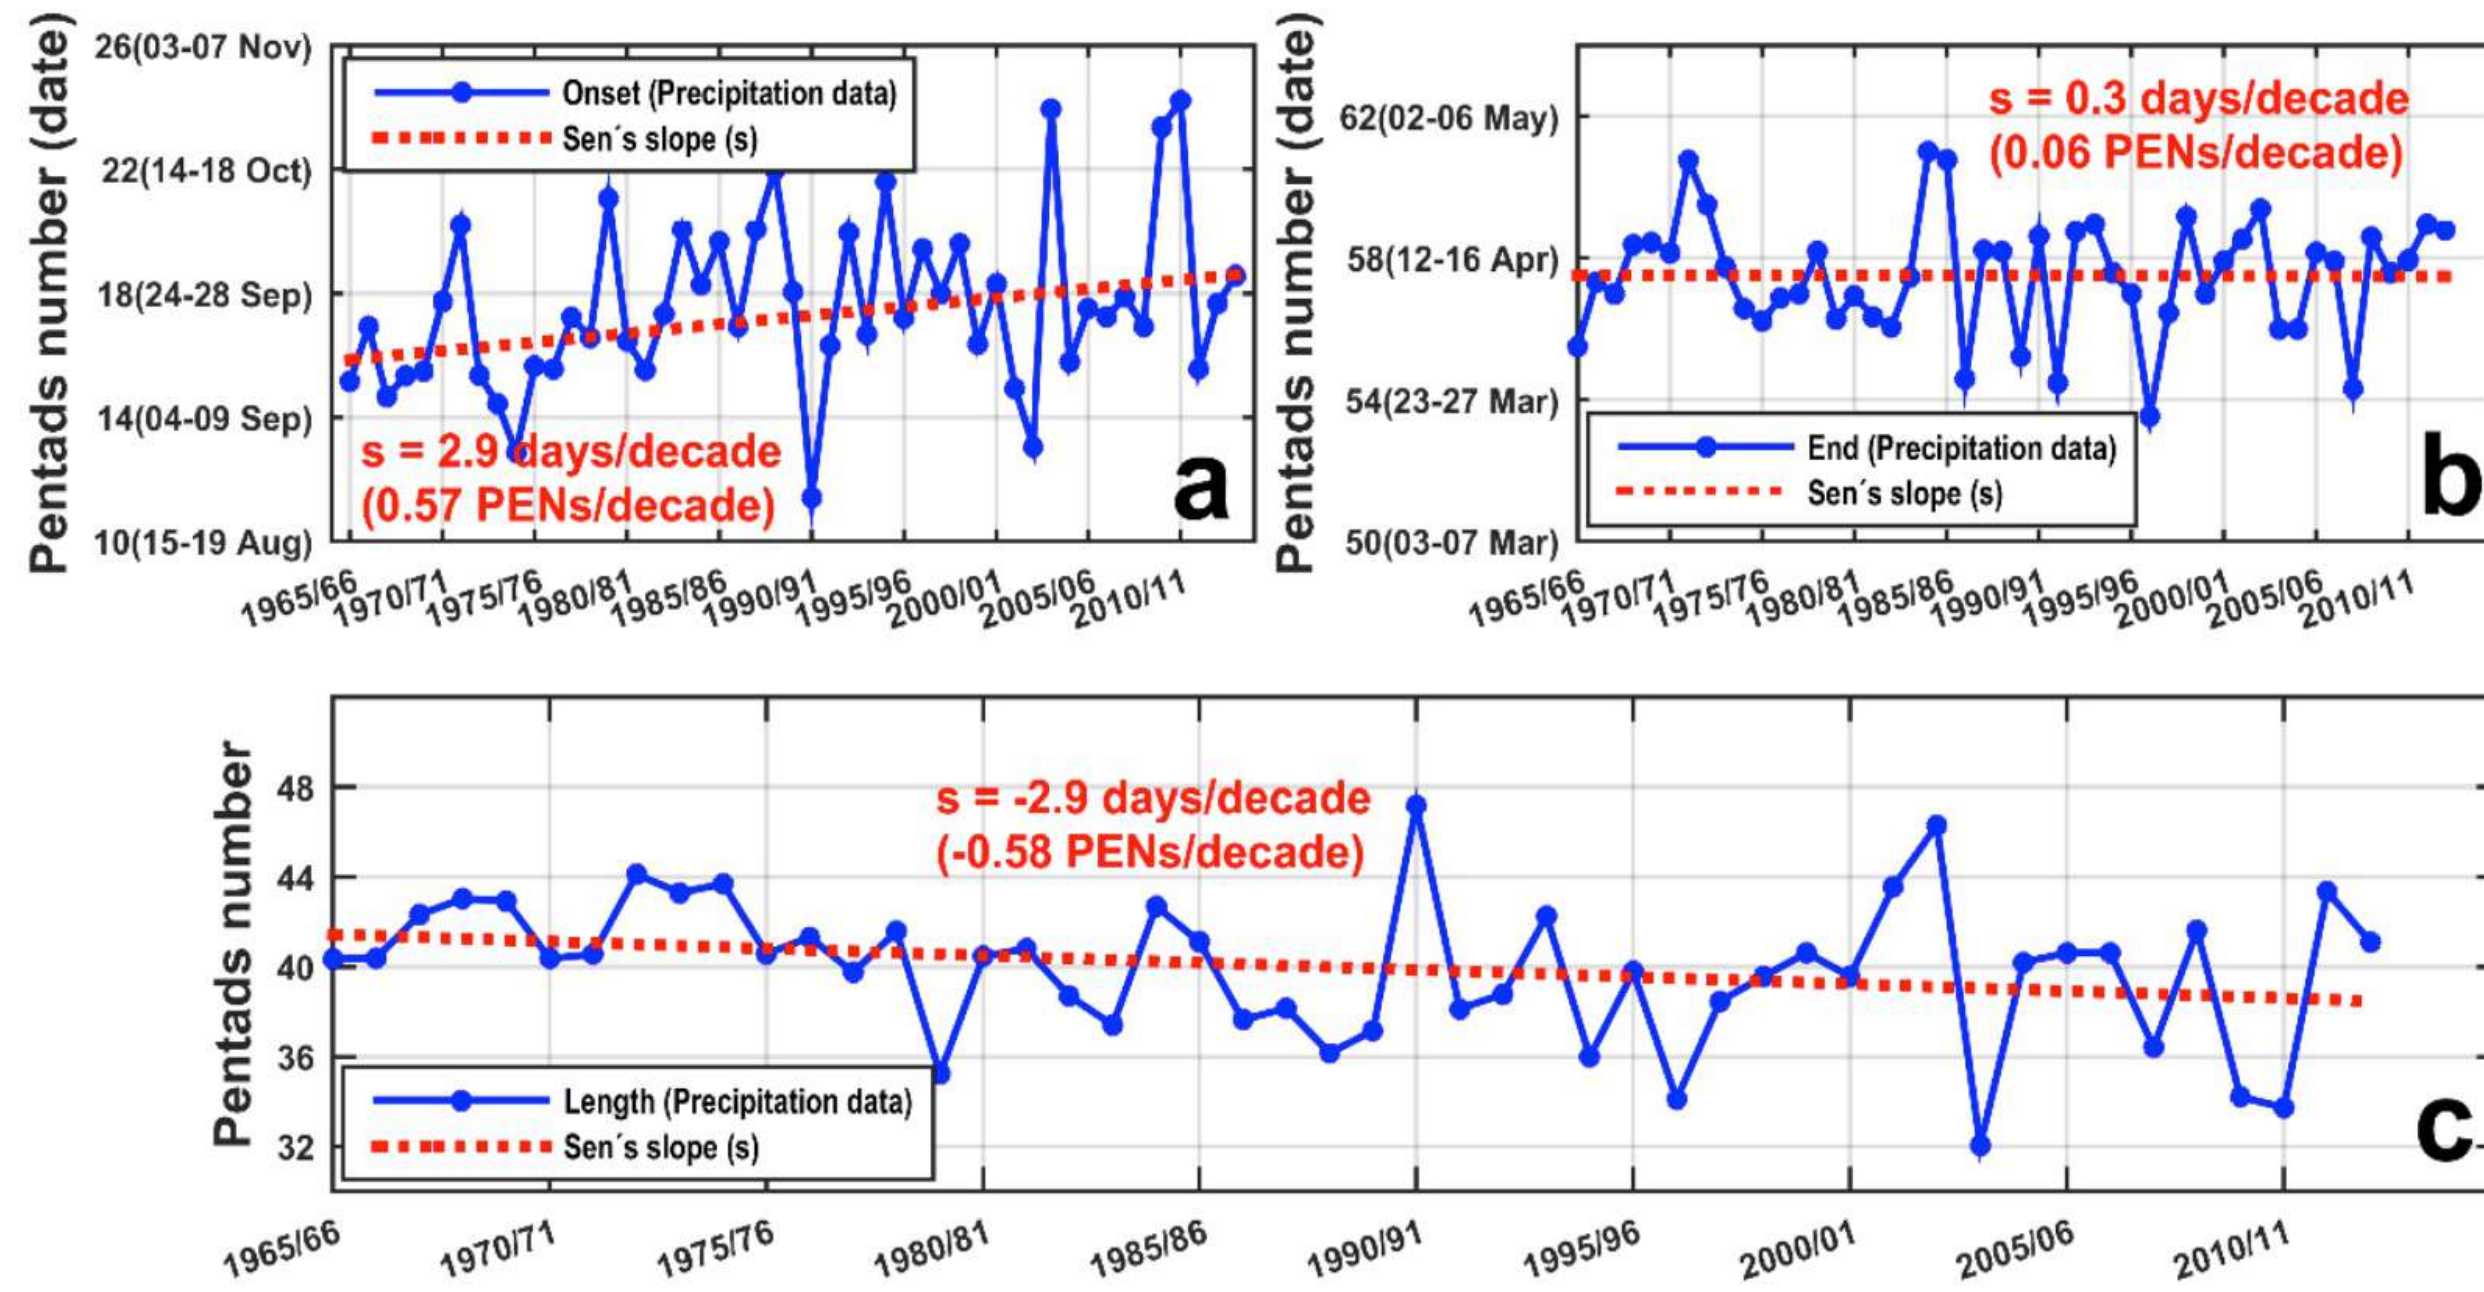 Pentads number (date)
26(03-07 Nov)
22(14-18 Oct)
18(24-28 Sep)
14(04-09 Sep)
10(15-19 Aug)
Onset (Precipitation data)
Sen´s slope (s)
s = 2.9 days/decade
(0.57 PENs/decade)
a
1965/66
1970/71
1975/76
1980/81
1985/86
1990/91
1995/96
2000/01
2005/06
2010/11
Pentads number (date)
62(02-06 May)
58(12-16 Apr)
54(23-27 Mar)
50(03-07 Mar)
s = 0.3 days/decade
(0.06 PENs/decade)
End (Precipitation data)
Sen´s slope (s)
b
1965/66
1970/71
1975/76
1980/81
1985/86
1990/91
1995/96
2000/01
2005/06
2010/11
Pentads number
48
44
40
36
32
s = -2.9 days/decade
(-0.58 PENs/decade)
Length (Precipitation data)
Sen´s slope (s)
c
1965/66
1970/71
1975/76
1980/81
1985/86
1990/91
1995/96
2000/01
2005/06
2010/11